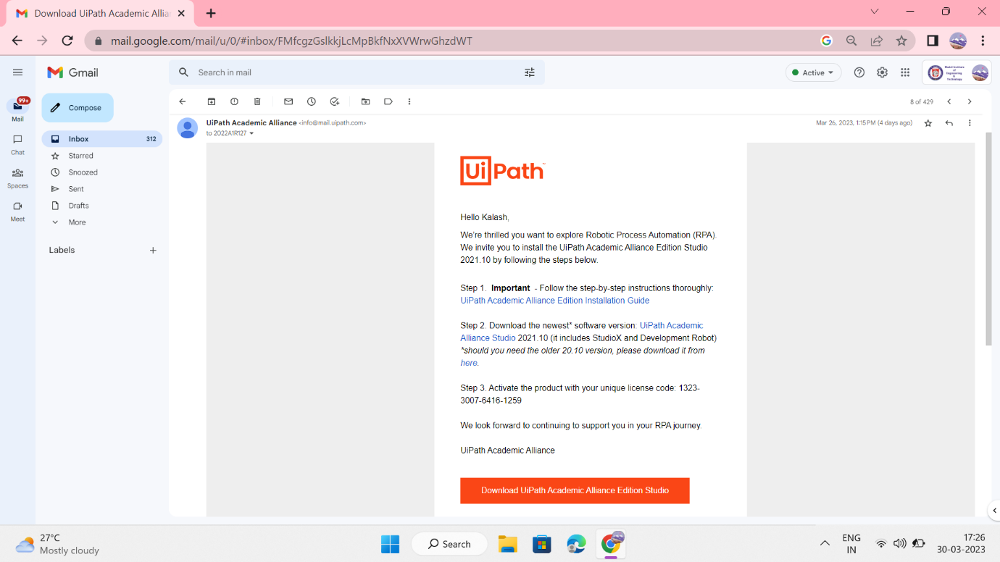 Download UiPath Academic Allia
mail.google.com/mail/u/0/#inbox/FMfcgzGslkkjLcMpBkfNxXVWrwGhzdWT
Gmail
Search in mail
Active
Model Institute of Engineering & Technology
99+
Mail
Chat
Spaces
Meet
Compose
Inbox 312
Starred
Snoozed
Sent
Drafts
More
Labels
8 of 429
UiPath Academic Alliance <info@mail.uipath.com>
Mar 26, 2023, 1:15 PM (4 days ago)
to 2022A1R127
UiPath™
Hello Kalash,
We're thrilled you want to explore Robotic Process Automation (RPA).
We invite you to install the UiPath Academic Alliance Edition Studio
2021.10 by following the steps below.
Step 1. Important - Follow the step-by-step instructions thoroughly:
UiPath Academic Alliance Edition Installation Guide
Step 2. Download the newest* software version: UiPath Academic
Alliance Studio 2021.10 (it includes StudioX and Development Robot)
*should you need the older 20.10 version, please download it from
here.
Step 3. Activate the product with your unique license code: 1323-
3007-6416-1259
We look forward to continuing to support you in your RPA journey.
UiPath Academic Alliance
Download UiPath Academic Alliance Edition Studio
27°C
Mostly cloudy
Search
ENG
IN
17:26
30-03-2023